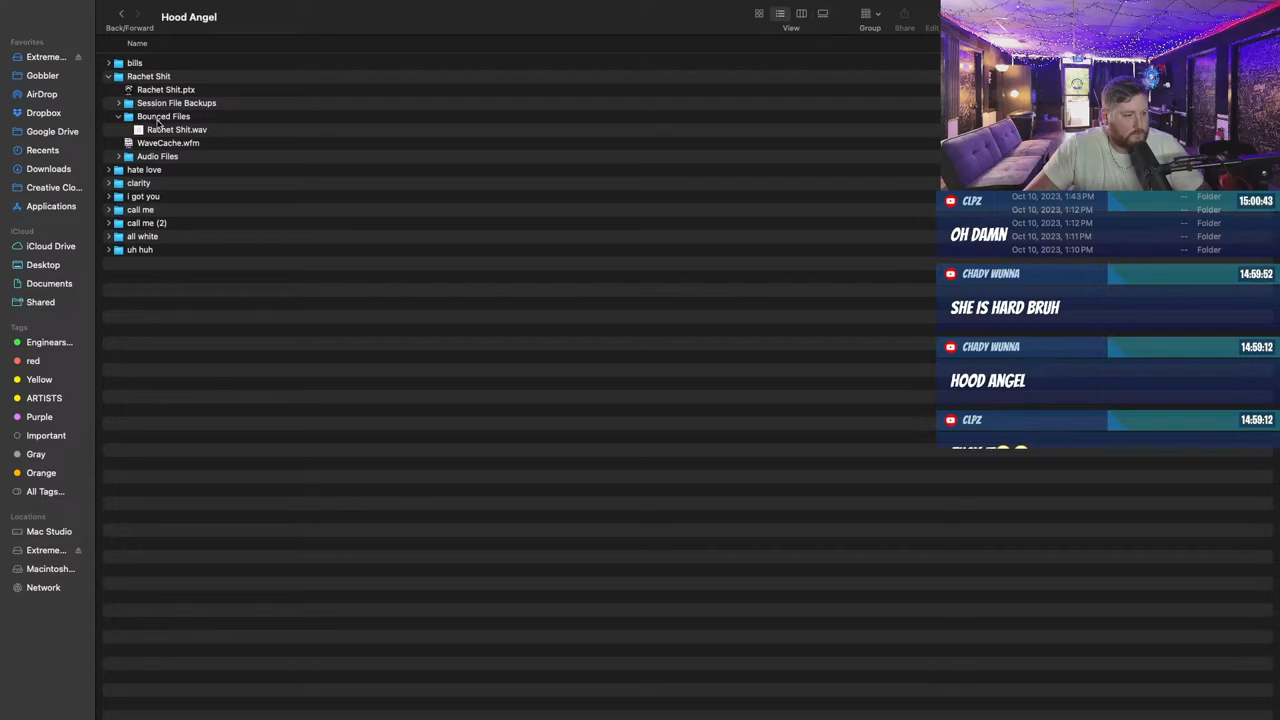 Hood Angel
Back/Forward
View
Group
Share
Edit
Name
Favorites
Extreme...
Gobbler
AirDrop
Dropbox
Google Drive
Recents
Downloads
Creative Clo...
Applications
iCloud
iCloud Drive
Desktop
Documents
Shared
Tags
Enginears...
red
Yellow
ARTISTS
Purple
Important
Gray
Orange
All Tags...
Locations
Mac Studio
Extreme...
Macintosh...
Network
bills
Rachet Shit
Rachet Shit.ptx
Session File Backups
Bounced Files
Rachet Shit.wav
WaveCache.wfm
Audio Files
hate love
clarity
i got you
call me
call me (2)
all white
uh huh
CLPZ
15:00:43
Oct 10, 2023, 1:43 PM -- Folder
Oct 10, 2023, 1:12 PM -- Folder
Oct 10, 2023, 1:12 PM -- Folder
Oct 10, 2023, 1:11 PM -- Folder
Oct 10, 2023, 1:10 PM -- Folder
OH DAMN
CHADY WUNNA
14:59:52
SHE IS HARD BRUH
CHADY WUNNA
14:59:12
HOOD ANGEL
CLPZ
14:59:12